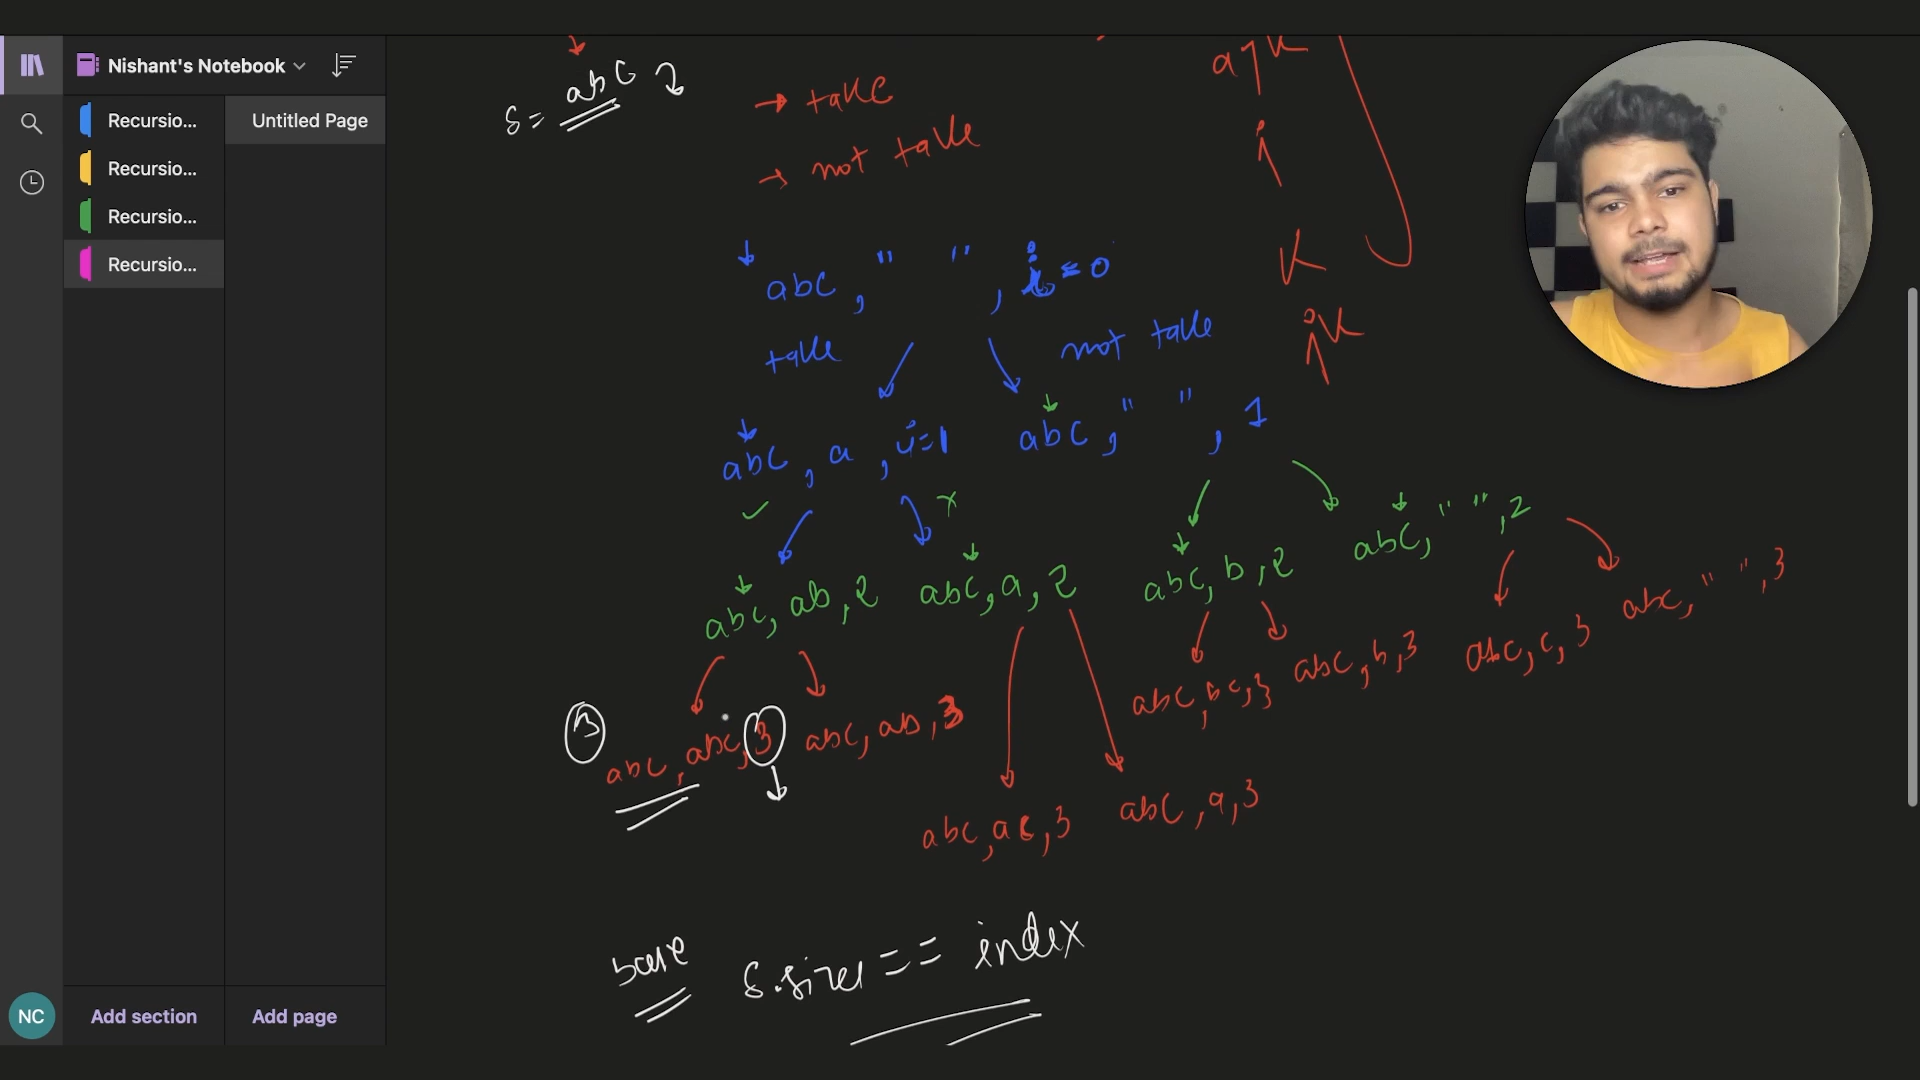 Nishant's Notebook
Recursio...
Untitled Page
Recursio...
Recursio...
Recursio...
s = abc
→ take
→ not take
k
abc, " ", i=0
take
not take
abc, a, i=1
abc, " ", 1
abc, ab, 2
abc, a, 2
abc, b, 2
abc, " ", 2
abc, abc, 3
abc, ab, 3
abc, bc, 3
abc, b, 3
abc, c, 3
abc, " ", 3
3
abc, ac, 3
abc, a, 3
base s.size == index
NC
Add section
Add page